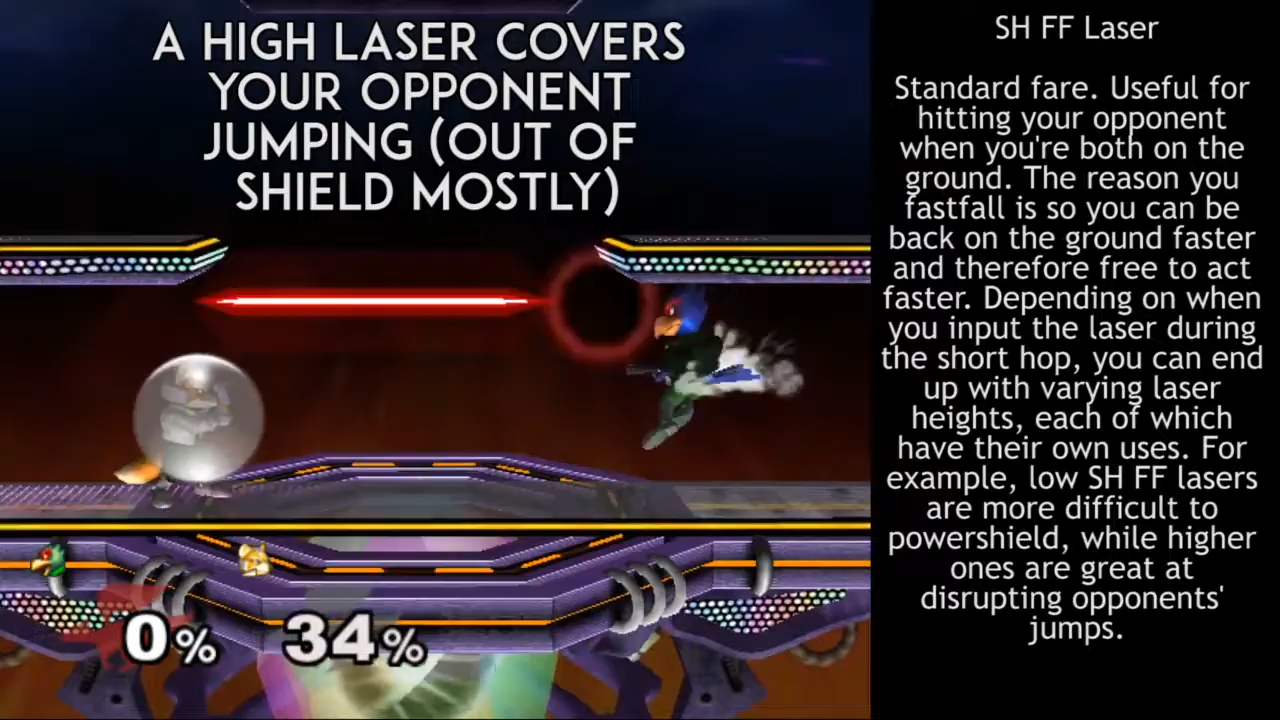 A HIGH LASER COVERS
YOUR OPPONENT
JUMPING (OUT OF
SHIELD MOSTLY)
0%
34%
SH FF Laser
Standard fare. Useful for
hitting your opponent
when you're both on the
ground. The reason you
fastfall is so you can be
back on the ground faster
and therefore free to act
faster. Depending on when
you input the laser during
the short hop, you can end
up with varying laser
heights, each of which
have their own uses. For
example, low SH FF lasers
are more difficult to
powershield, while higher
ones are great at
disrupting opponents'
jumps.